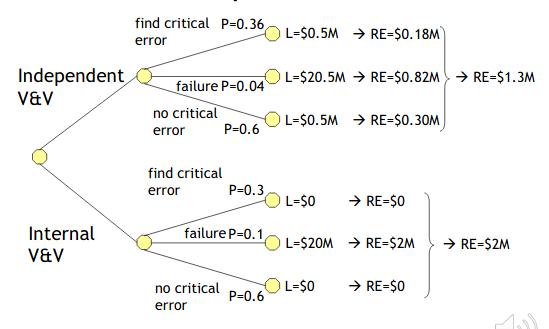 find critical P=0.36
error
L=$0.5M → RE=$0.18M
Independent
V&V
failure P=0.04
L=$20.5M → RE=$0.82M
→ RE=$1.3M
no critical
error
P=0.6
L=$0.5M → RE=$0.30M
find critical
error
P=0.3
L=$0 → RE=$0
Internal
V&V
failure P=0.1
L=$20M → RE=$2M
→ RE=$2M
no critical
error
P=0.6
L=$0 → RE=$0